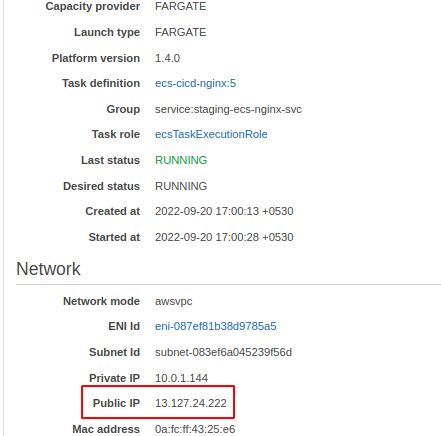 Capacity provider FARGATE
Launch type FARGATE
Platform version 1.4.0
Task definition ecs-cicd-nginx:5
Group service:staging-ecs-nginx-svc
Task role ecsTaskExecutionRole
Last status RUNNING
Desired status RUNNING
Created at 2022-09-20 17:00:13 +0530
Started at 2022-09-20 17:00:28 +0530
Network
Network mode awsvpc
ENI Id eni-087ef81b38d9785a5
Subnet Id subnet-083ef6a045239f56d
Private IP 10.0.1.144
Public IP 13.127.24.222
Mac address 0a:fc:ff:43:25:e6